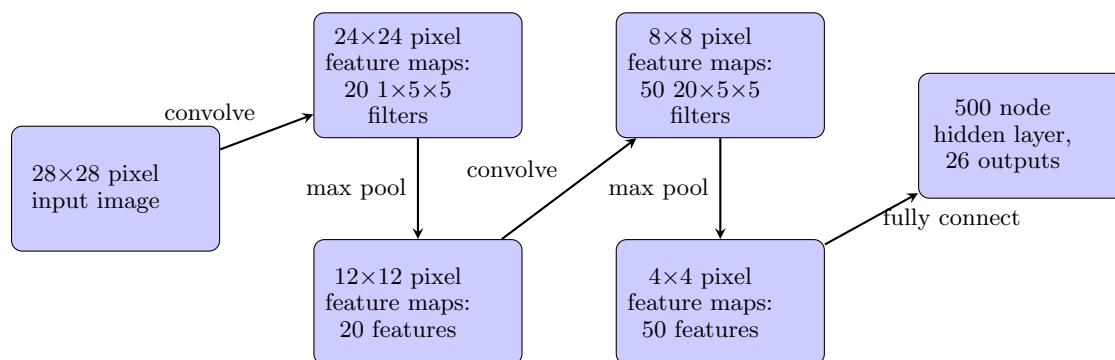 28×28 pixel
input image
convolve
24×24 pixel
feature maps:
20 1×5×5
filters
max pool
12×12 pixel
feature maps:
20 features
convolve
8×8 pixel
feature maps:
50 20×5×5
filters
max pool
4×4 pixel
feature maps:
50 features
fully connect
500 node
hidden layer,
26 outputs